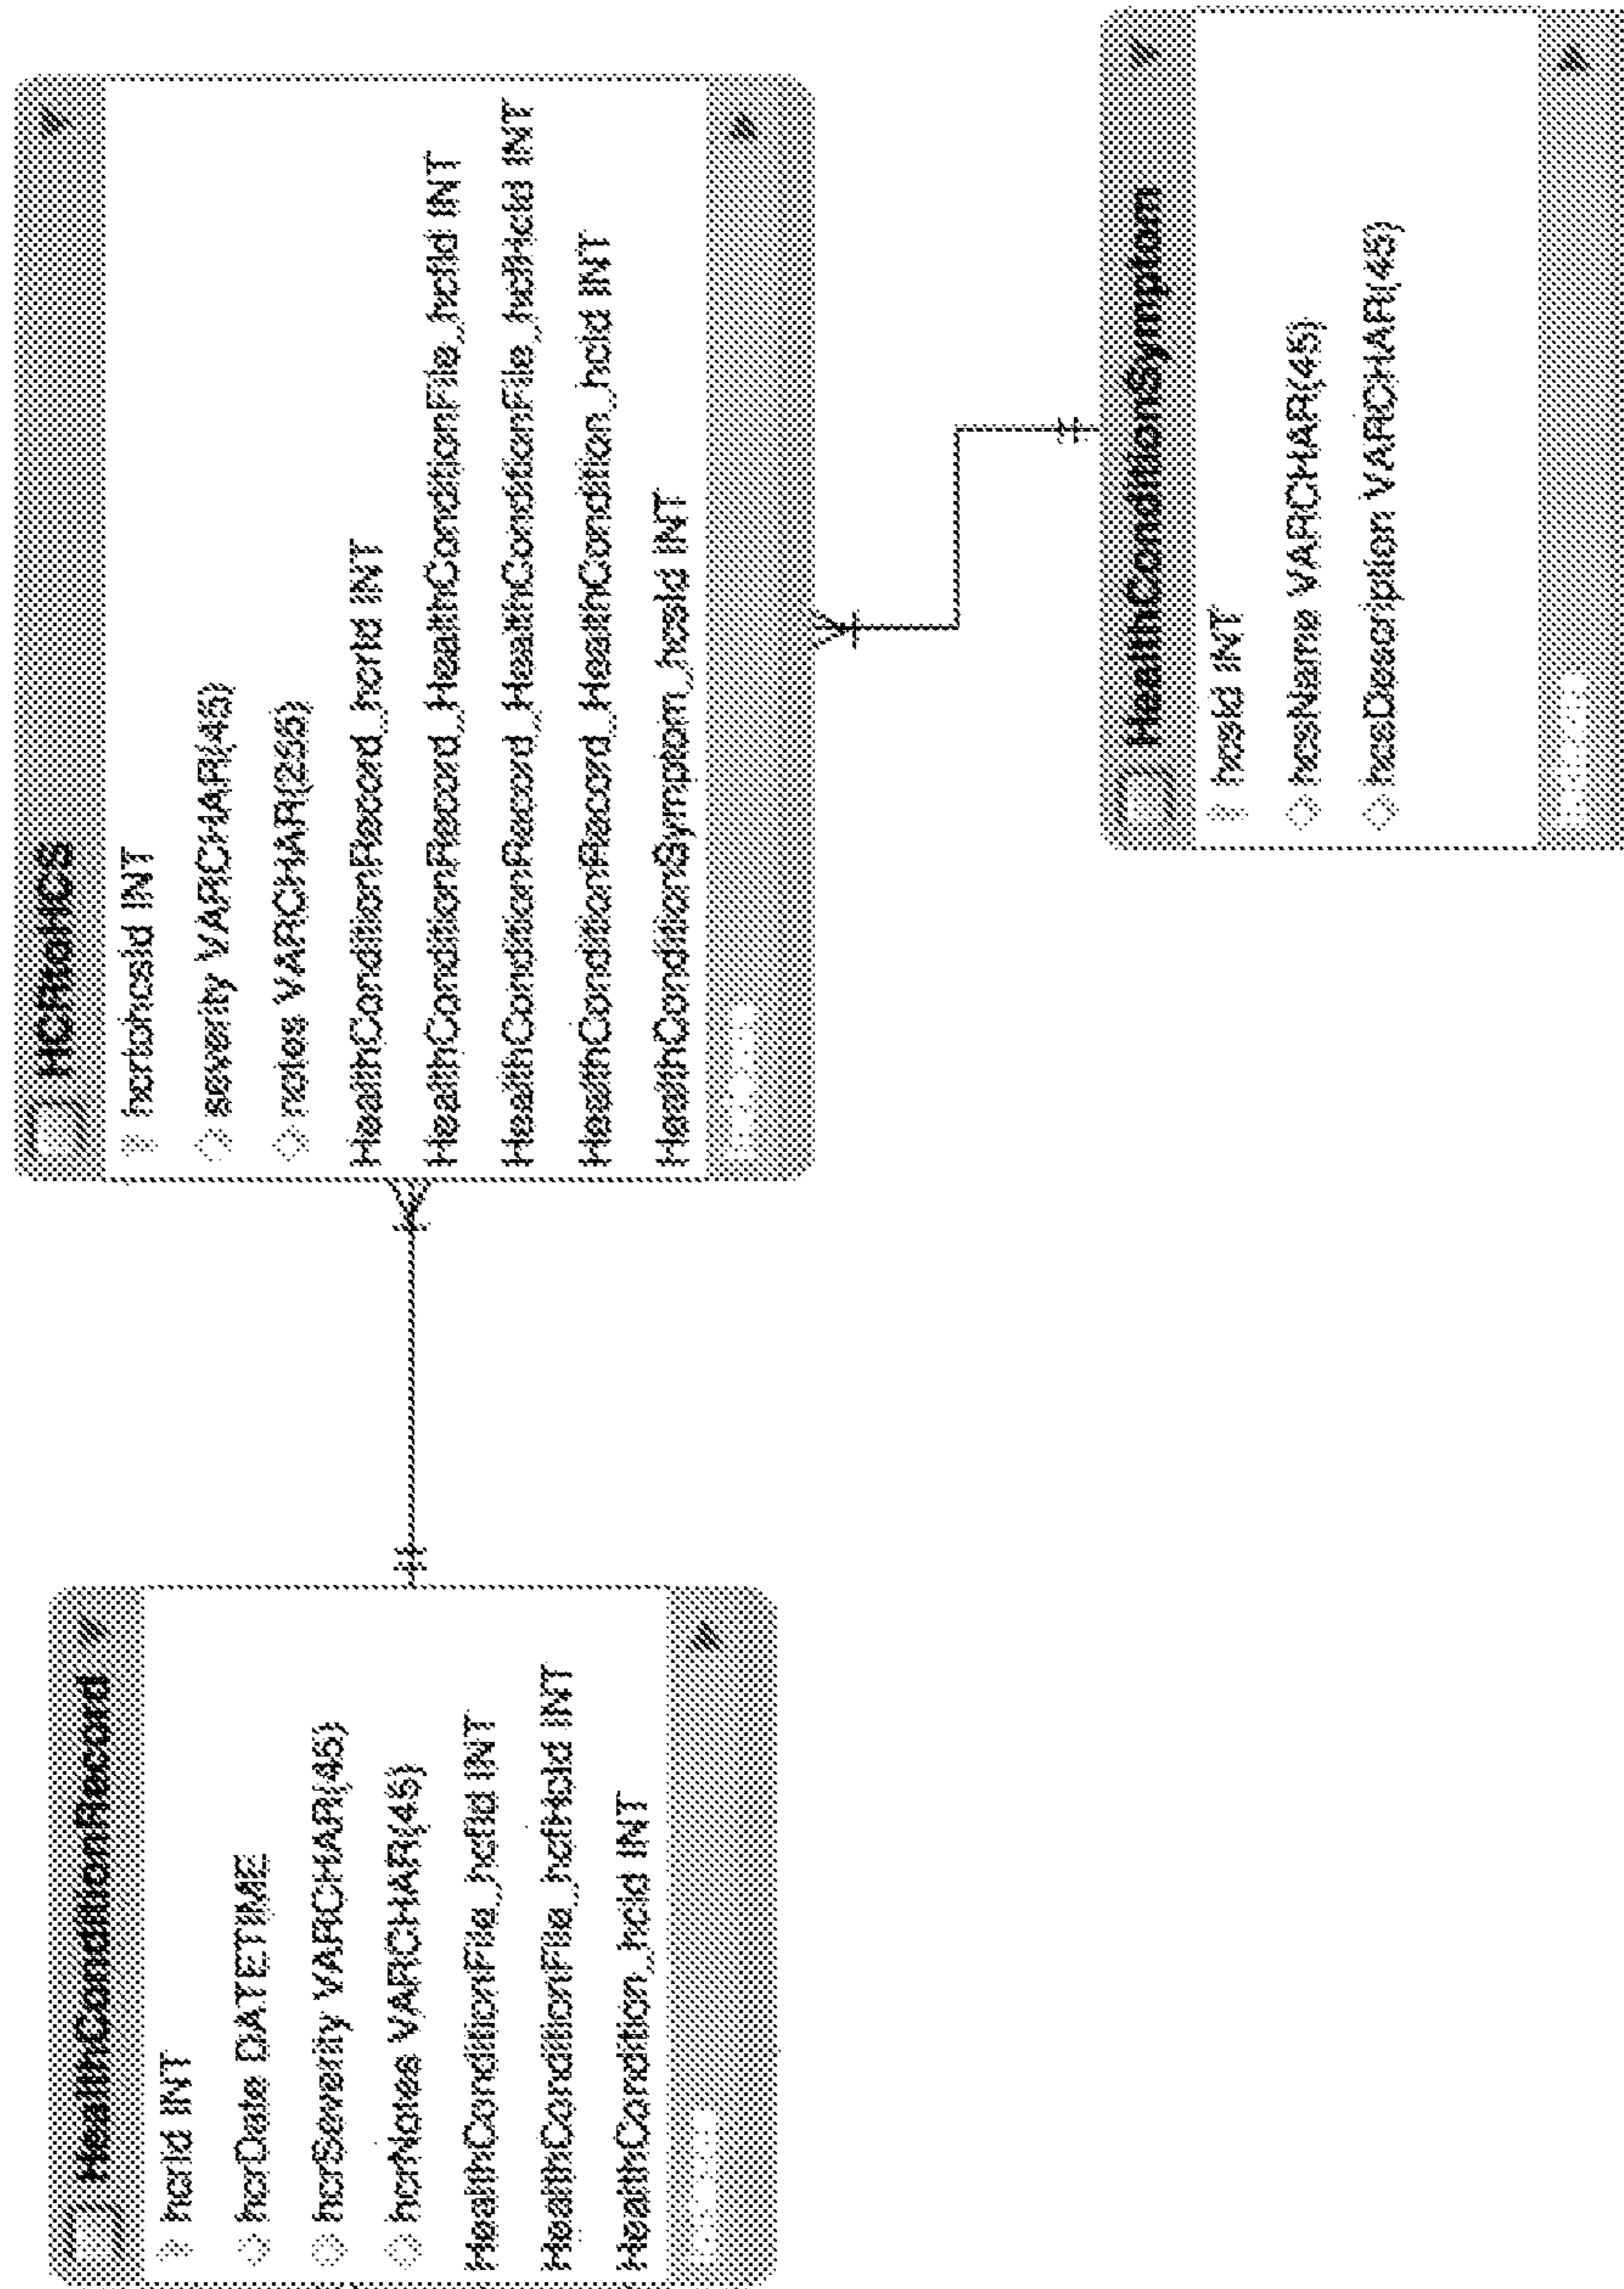 HealthConditionRecord
hcrId INT
hcrDate DATETIME
hcrSeverity VARCHAR(45)
hcrNotes VARCHAR(45)
HealthConditionFile_hcfId INT
HealthConditionFile_hcfHcId INT
HealthCondition_hcId INT
HCRtoHCS
hcrtohcsId INT
severity VARCHAR(45)
notes VARCHAR(255)
HealthConditionRecord_hcrId INT
HealthConditionRecord_HealthConditionFile_hcfId INT
HealthConditionRecord_HealthConditionFile_hcfHcId INT
HealthConditionRecord_HealthCondition_hcId INT
HealthConditionSymptom_hcsId INT
HealthConditionSymptom
hcsId INT
hcsName VARCHAR(45)
hcsDescription VARCHAR(45)